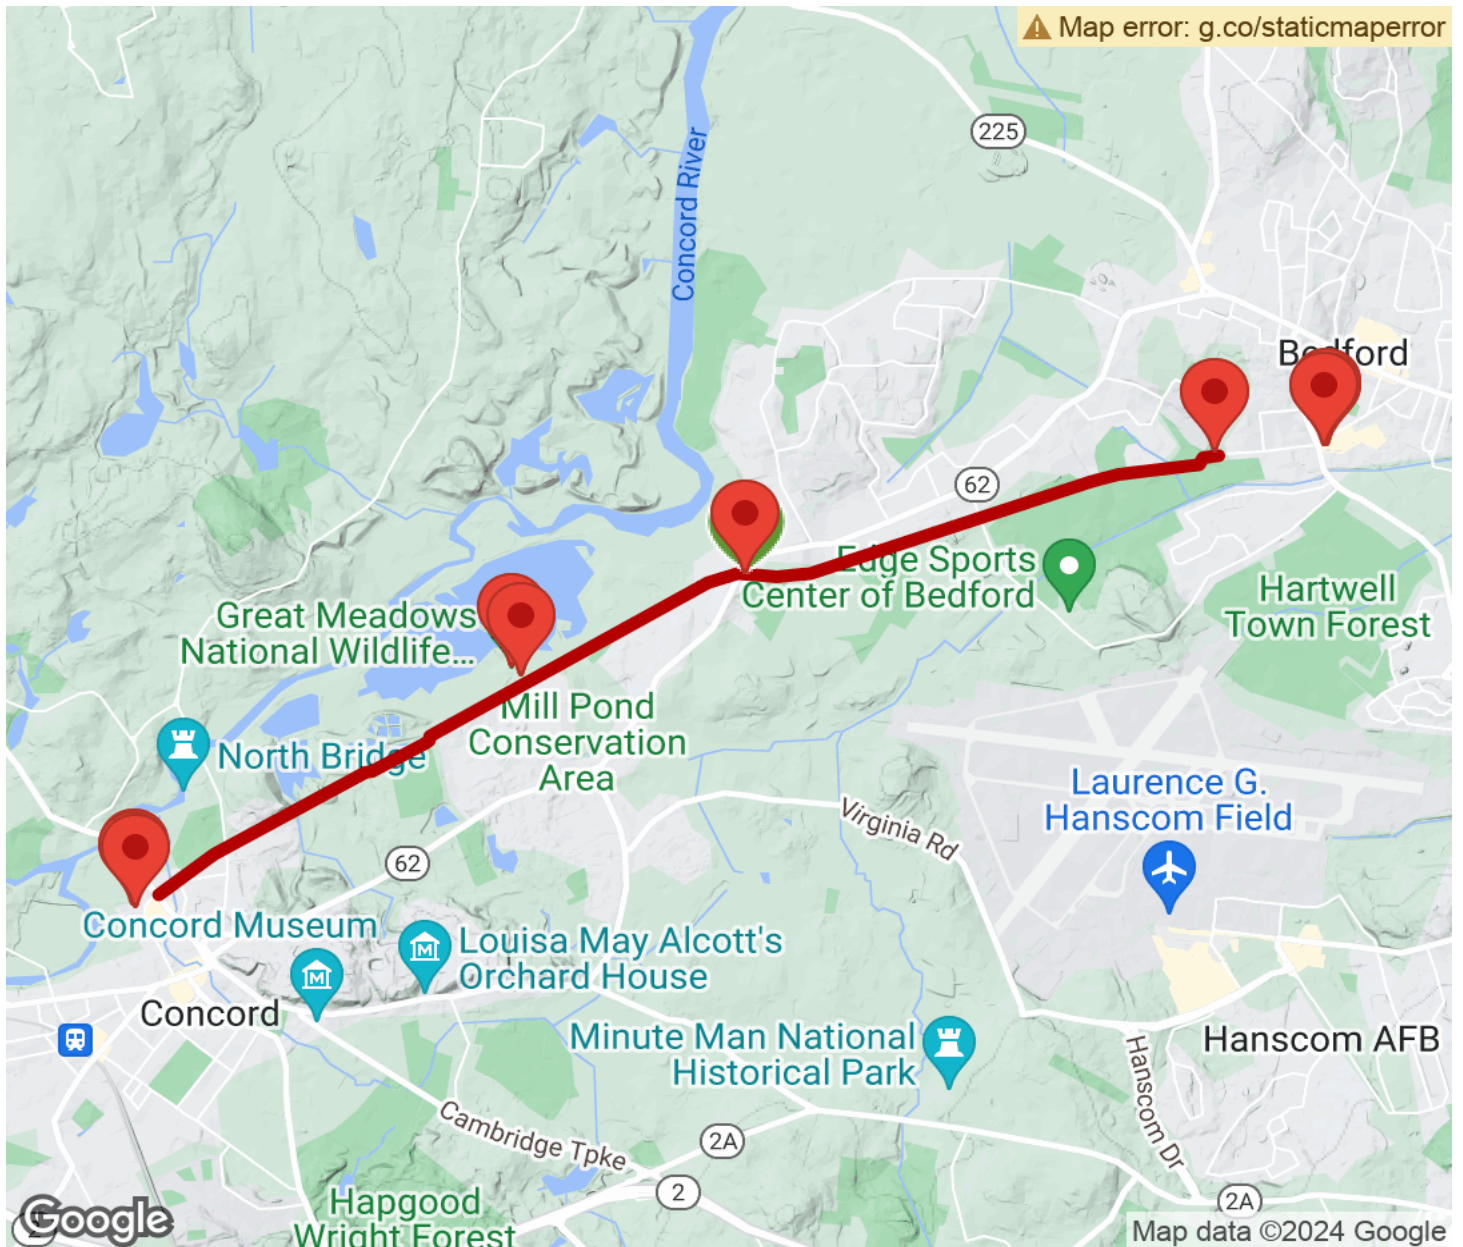 Map error: g.co/staticmaperror
225
Concord River
Bedford
62
Edge Sports
Center of Bedford
Hartwell
Town Forest
Great Meadows
National Wildlife...
Mill Pond
Conservation
Area
North Bridge
Laurence G.
Hanscom Field
Virginia Rd
62
Concord Museum
Louisa May Alcott's
Orchard House
M
M
Concord
Minute Man National
Historical Park
Hanscom AFB
Hanscom Dr
Cambridge Tpke
2A
2
2A
Hapgood
Wright Forest
Google
Map data ©2024 Google